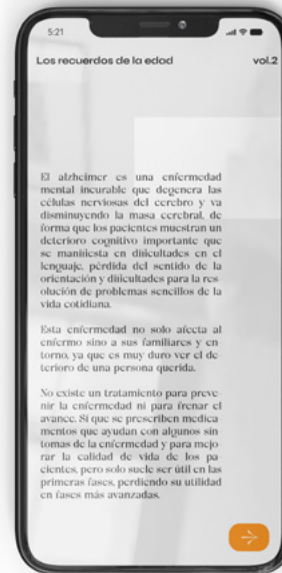 5:21
Los recuerdos de la edad vol.2
El alzheimer es una enfermedad
mental incurable que degenera las
células nerviosas del cerebro y va
disminuyendo la masa cerebral, de
forma que los pacientes muestran un
deterioro cognitivo importante que
se manifiesta en dificultades en el
lenguaje, pérdida del sentido de la
orientación y dificultades para la res-
olución de problemas sencillos de la
vida cotidiana.
Esta enfermedad no solo afecta al
enfermo sino a sus familiares y en-
torno, ya que es muy duro ver el de-
terioro de una persona querida.
No existe un tratamiento para preve-
nir la enfermedad ni para frenar el
avance. Sí que se prescriben medica-
mentos que ayudan con algunos sín-
tomas de la enfermedad y para mejo-
rar la calidad de vida de los pa-
cientes, pero solo suele ser útil en las
primeras fases, perdiendo su utilidad
en fases más avanzadas.